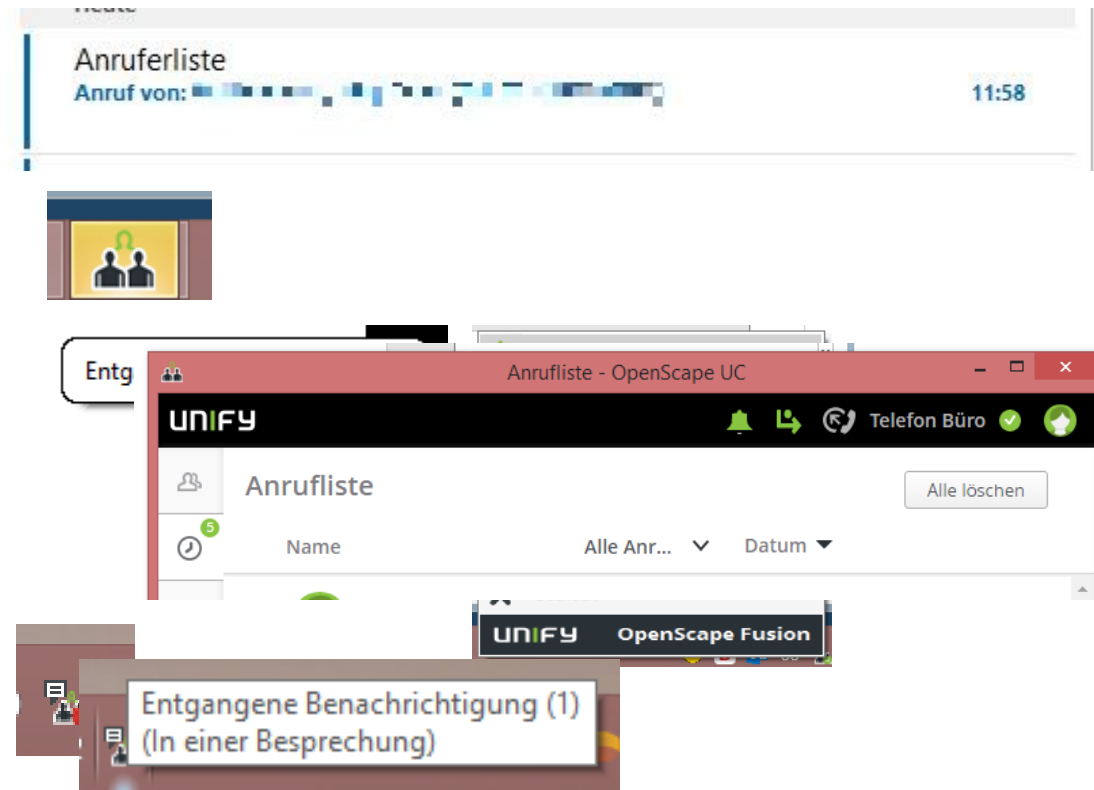 Heute
Anruferliste
Anruf von:
11:58
Entg
Anrufliste - OpenScape UC
UNIFY
Telefon Büro
Anrufliste
Alle löschen
5
Name
Alle Anr...
Datum
UNIFY OpenScape Fusion
Entgangene Benachrichtigung (1)
(In einer Besprechung)